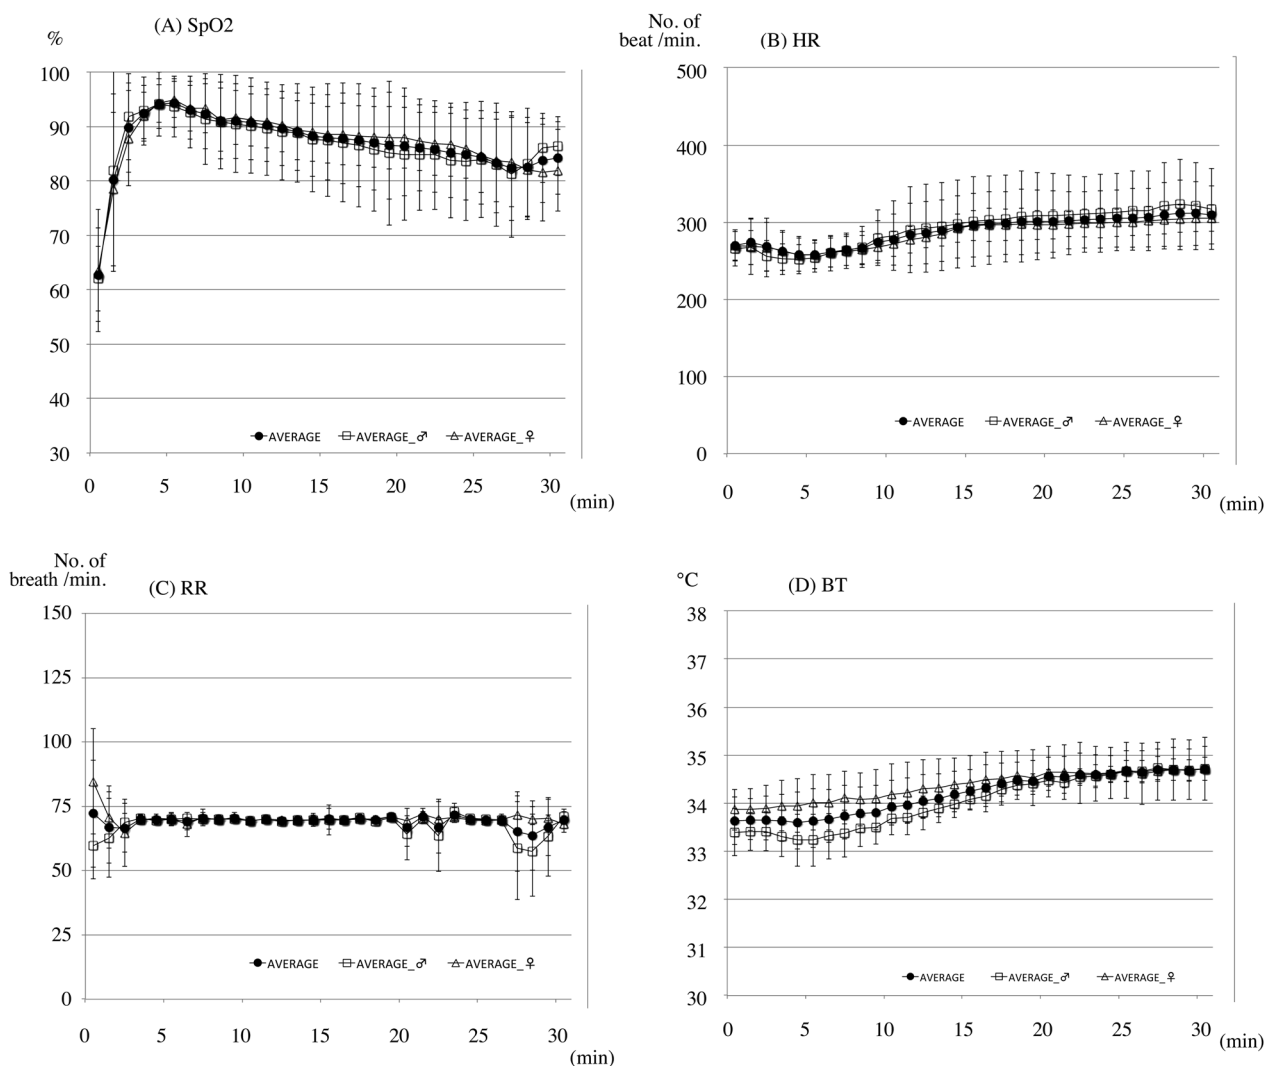 (A) SpO2
%
100
90
80
70
60
50
40
30
0 5 10 15 20 25 30
(min)
AVERAGE AVERAGE_♂ AVERAGE_♀
No. of
beat /min.
(B) HR
500
400
300
200
100
0
0 5 10 15 20 25 30
(min)
AVERAGE AVERAGE_♂ AVERAGE_♀
No. of
breath /min.
(C) RR
150
125
100
75
50
25
0
0 5 10 15 20 25 30
(min)
AVERAGE AVERAGE_♂ AVERAGE_♀
°C
(D) BT
38
37
36
35
34
33
32
31
30
0 5 10 15 20 25 30
(min)
AVERAGE AVERAGE_♂ AVERAGE_♀